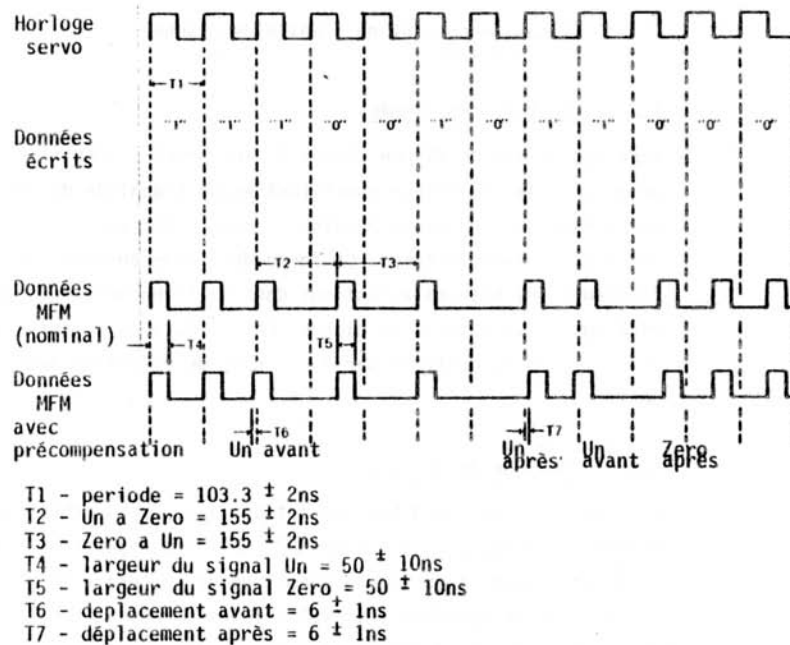 Horloge
servo
T1
"1" "1" "1" "0" "0" "1" "0" "1" "1" "0" "0" "0"
Données
écrits
T2 T3
Données
MFM
(nominal)
T4 T5
Données
MFM
avec
précompensation
T6 T7
Un avant Un après Un avant Zero après
T1 - periode = 103.3 ± 2ns
T2 - Un a Zero = 155 ± 2ns
T3 - Zero a Un = 155 ± 2ns
T4 - largeur du signal Un = 50 ± 10ns
T5 - largeur du signal Zero = 50 ± 10ns
T6 - deplacement avant = 6 ± 1ns
T7 - déplacement après = 6 ± 1ns